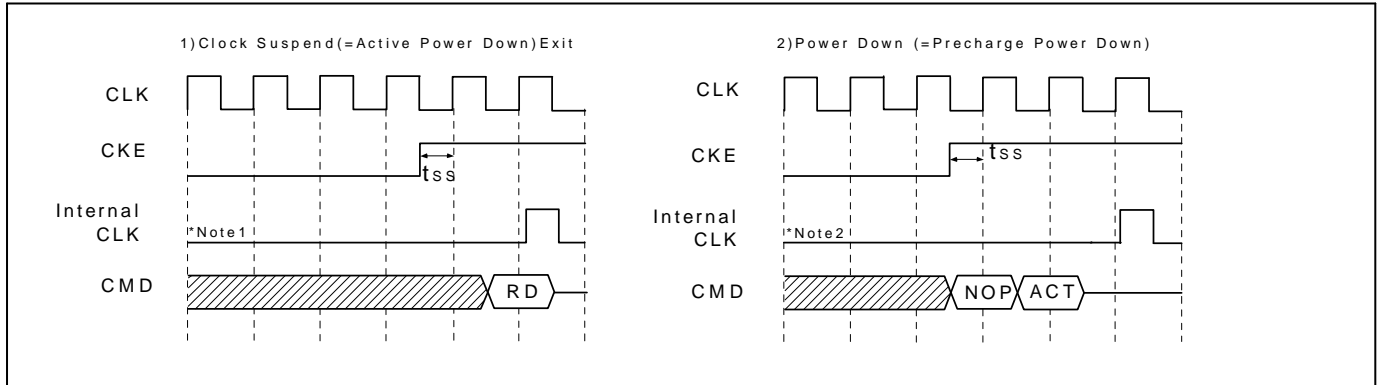 1)Clock Suspend(=Active Power Down)Exit
CLK
CKE
tss
Internal
CLK
*Note1
CMD
RD
2)Power Down (=Precharge Power Down)
CLK
CKE
tss
Internal
CLK
*Note2
CMD
NOP
ACT